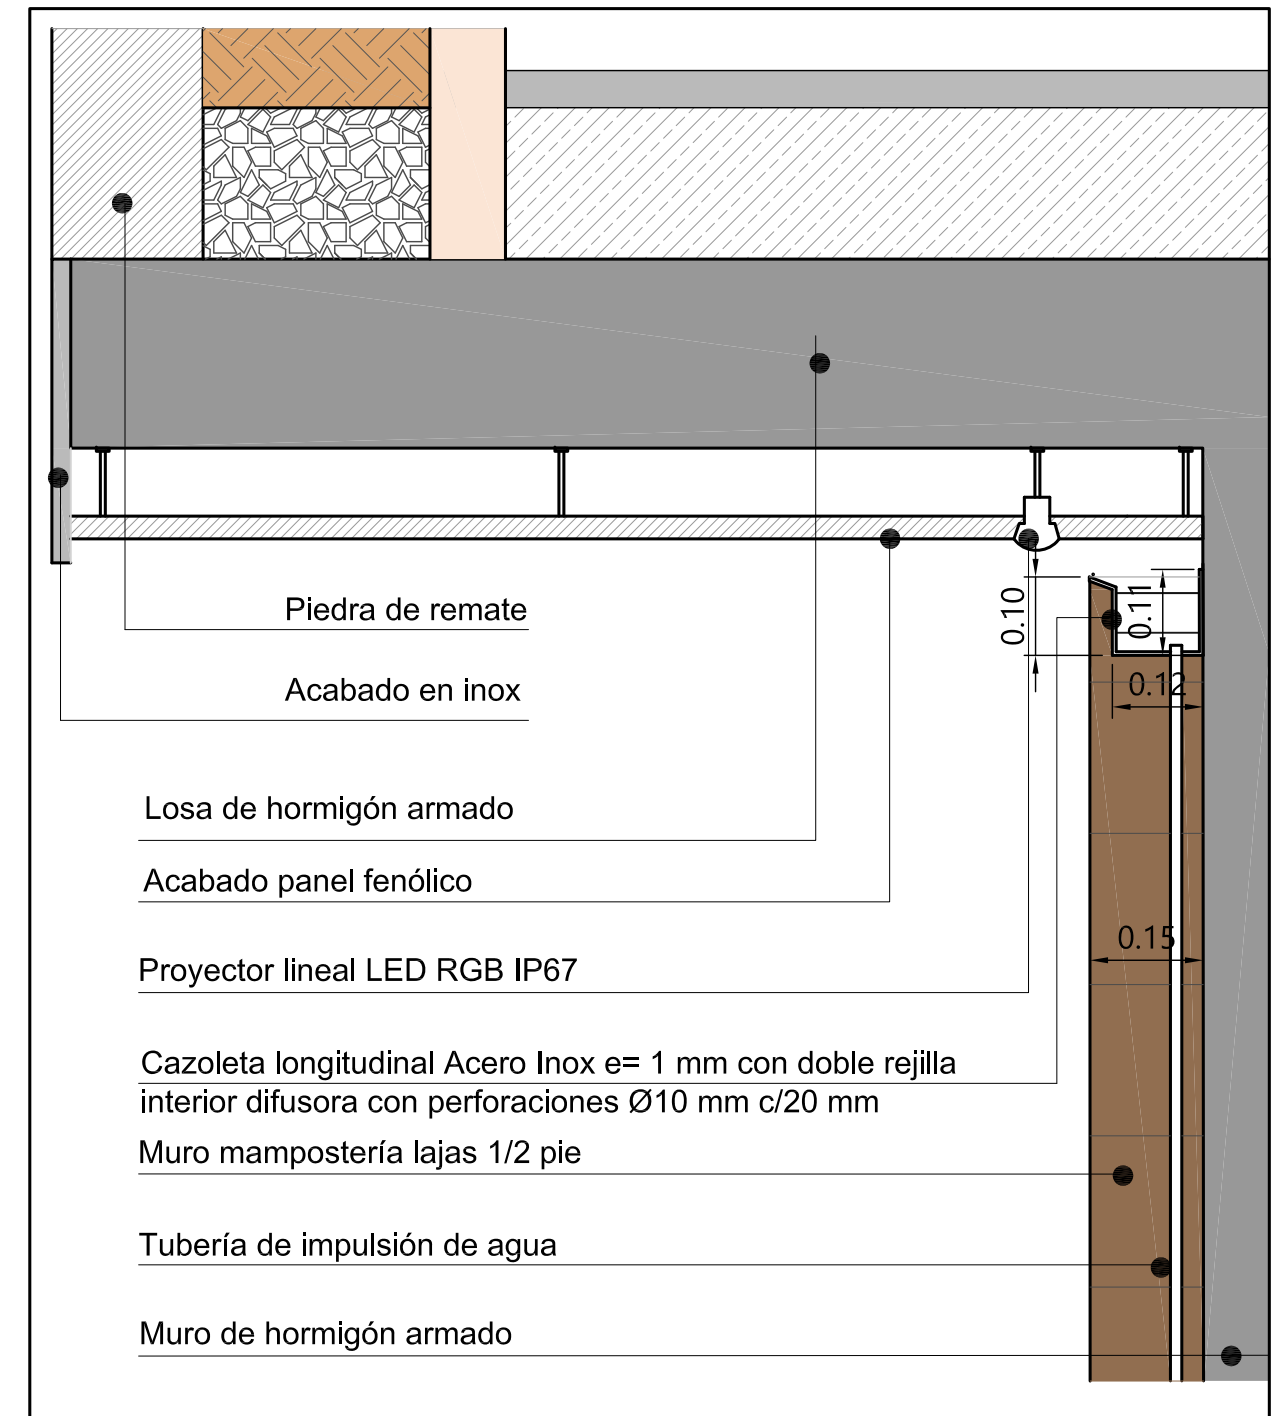 0.10
0.11
Piedra de remate
0.12
Acabado en inox
Losa de hormigón armado
Acabado panel fenólico
0.15
Proyector lineal LED RGB IP67
Cazoleta longitudinal Acero Inox e= 1 mm con doble rejilla
interior difusora con perforaciones Ø10 mm c/20 mm
Muro mampostería lajas 1/2 pie
Tubería de impulsión de agua
Muro de hormigón armado